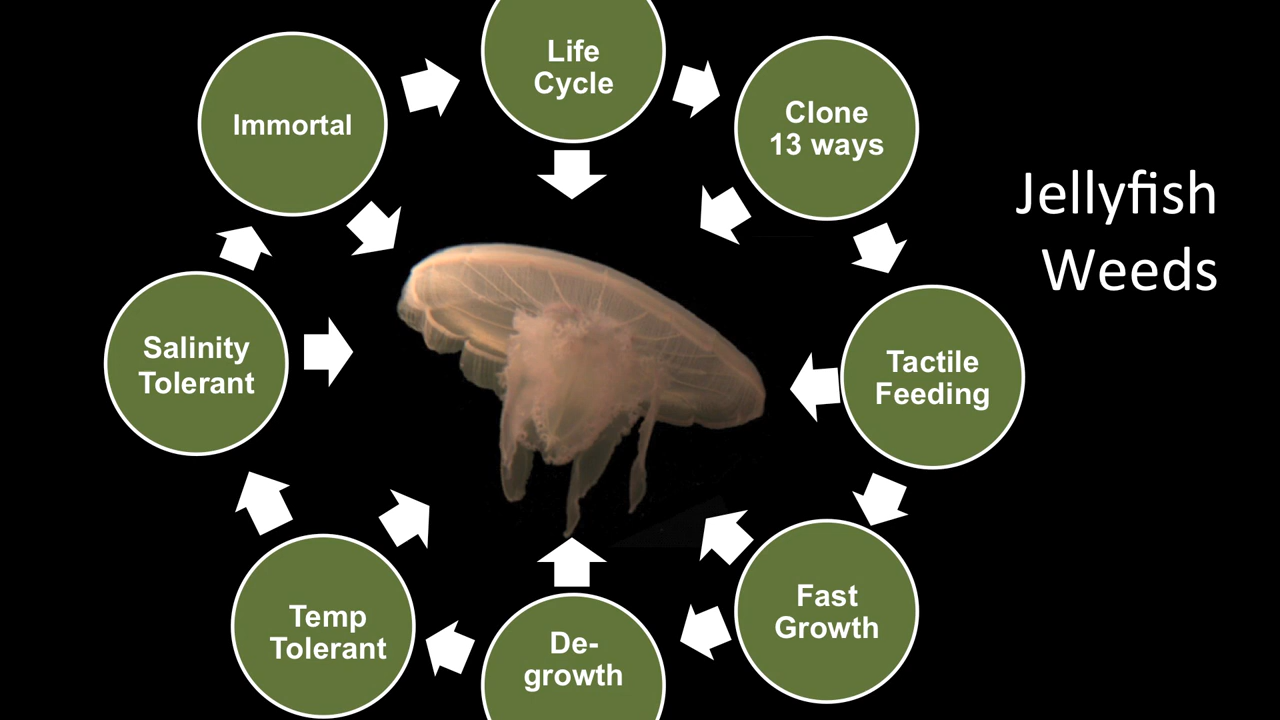 Life
Cycle
Clone
13 ways
Tactile
Feeding
Fast
Growth
De-
growth
Temp
Tolerant
Salinity
Tolerant
Immortal
Jellyfish
Weeds